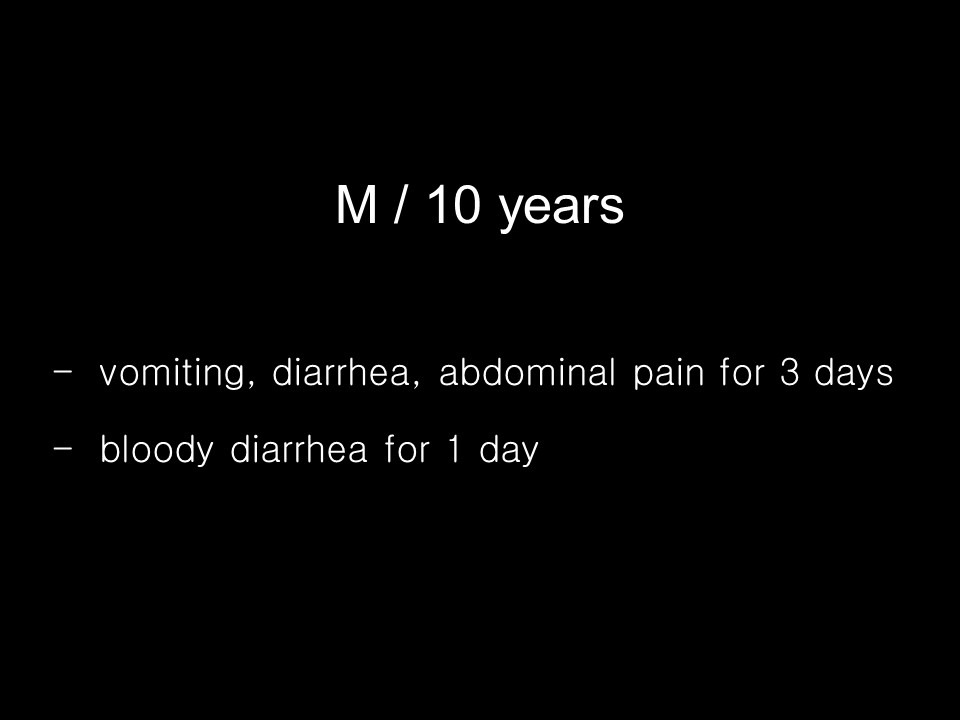 M / 10 years
- vomiting, diarrhea, abdominal pain for 3 days
- bloody diarrhea for 1 day